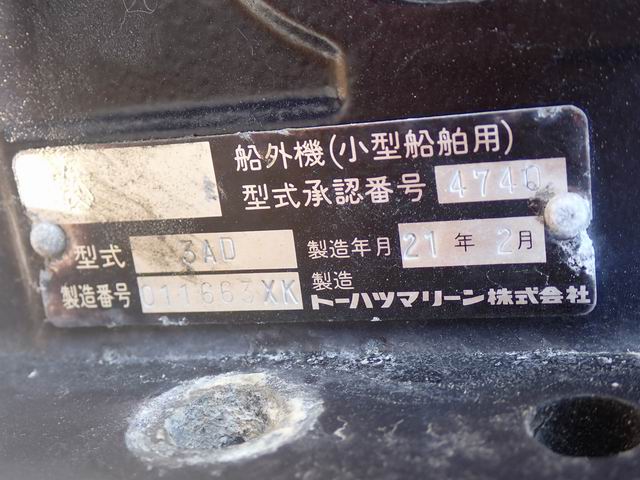 船外機(小型船舶用)
型式承認番号 4740
型式 3AD
製造年月 21年 2月
製造番号 011663XK
製造
トーハツマリーン株式会社